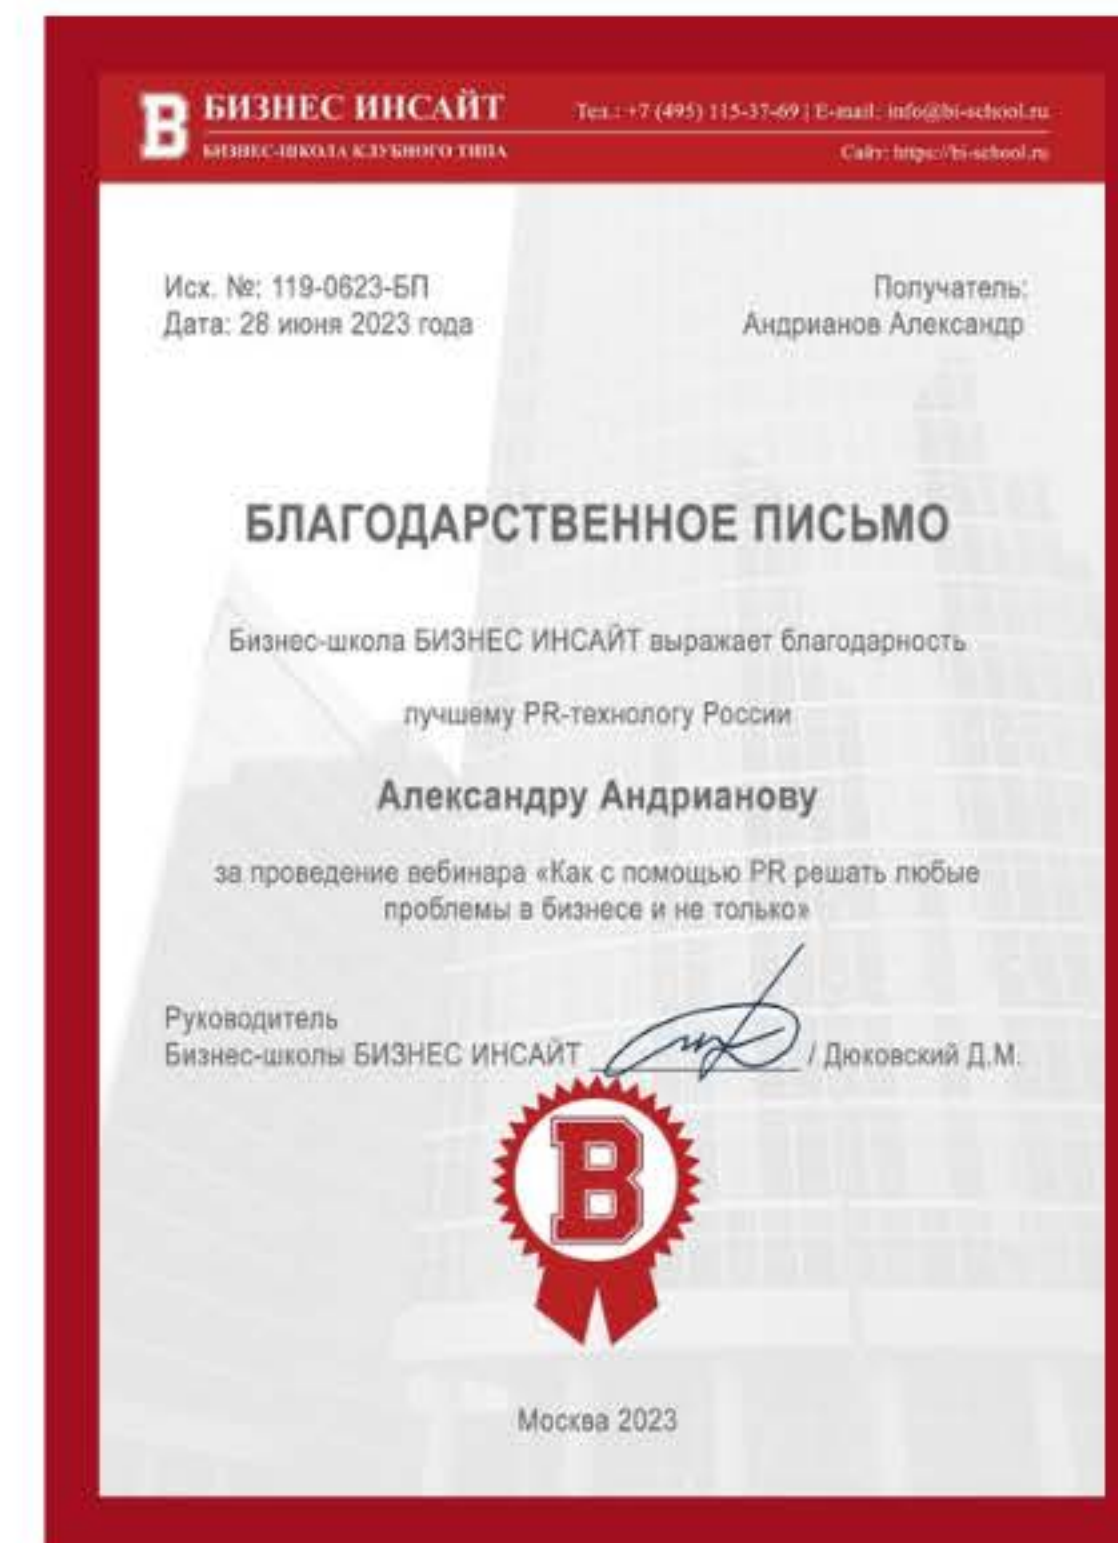 В БИЗНЕС ИНСАЙТ
БИЗНЕС-ШКОЛА КЛУБНОГО ТИПА
Тел.: +7 (495) 115-37-69 | E-mail: info@bi-school.ru
Сайт: https://bi-school.ru
Исх. №: 119-0623-БП
Дата: 28 июня 2023 года
Получатель:
Андрианов Александр
БЛАГОДАРСТВЕННОЕ ПИСЬМО
Бизнес-школа БИЗНЕС ИНСАЙТ выражает благодарность
лучшему PR-технологу России
Александру Андрианову
за проведение вебинара «Как с помощью PR решать любые
проблемы в бизнесе и не только»
Руководитель
Бизнес-школы БИЗНЕС ИНСАЙТ / Дюковский Д.М.
В
Москва 2023